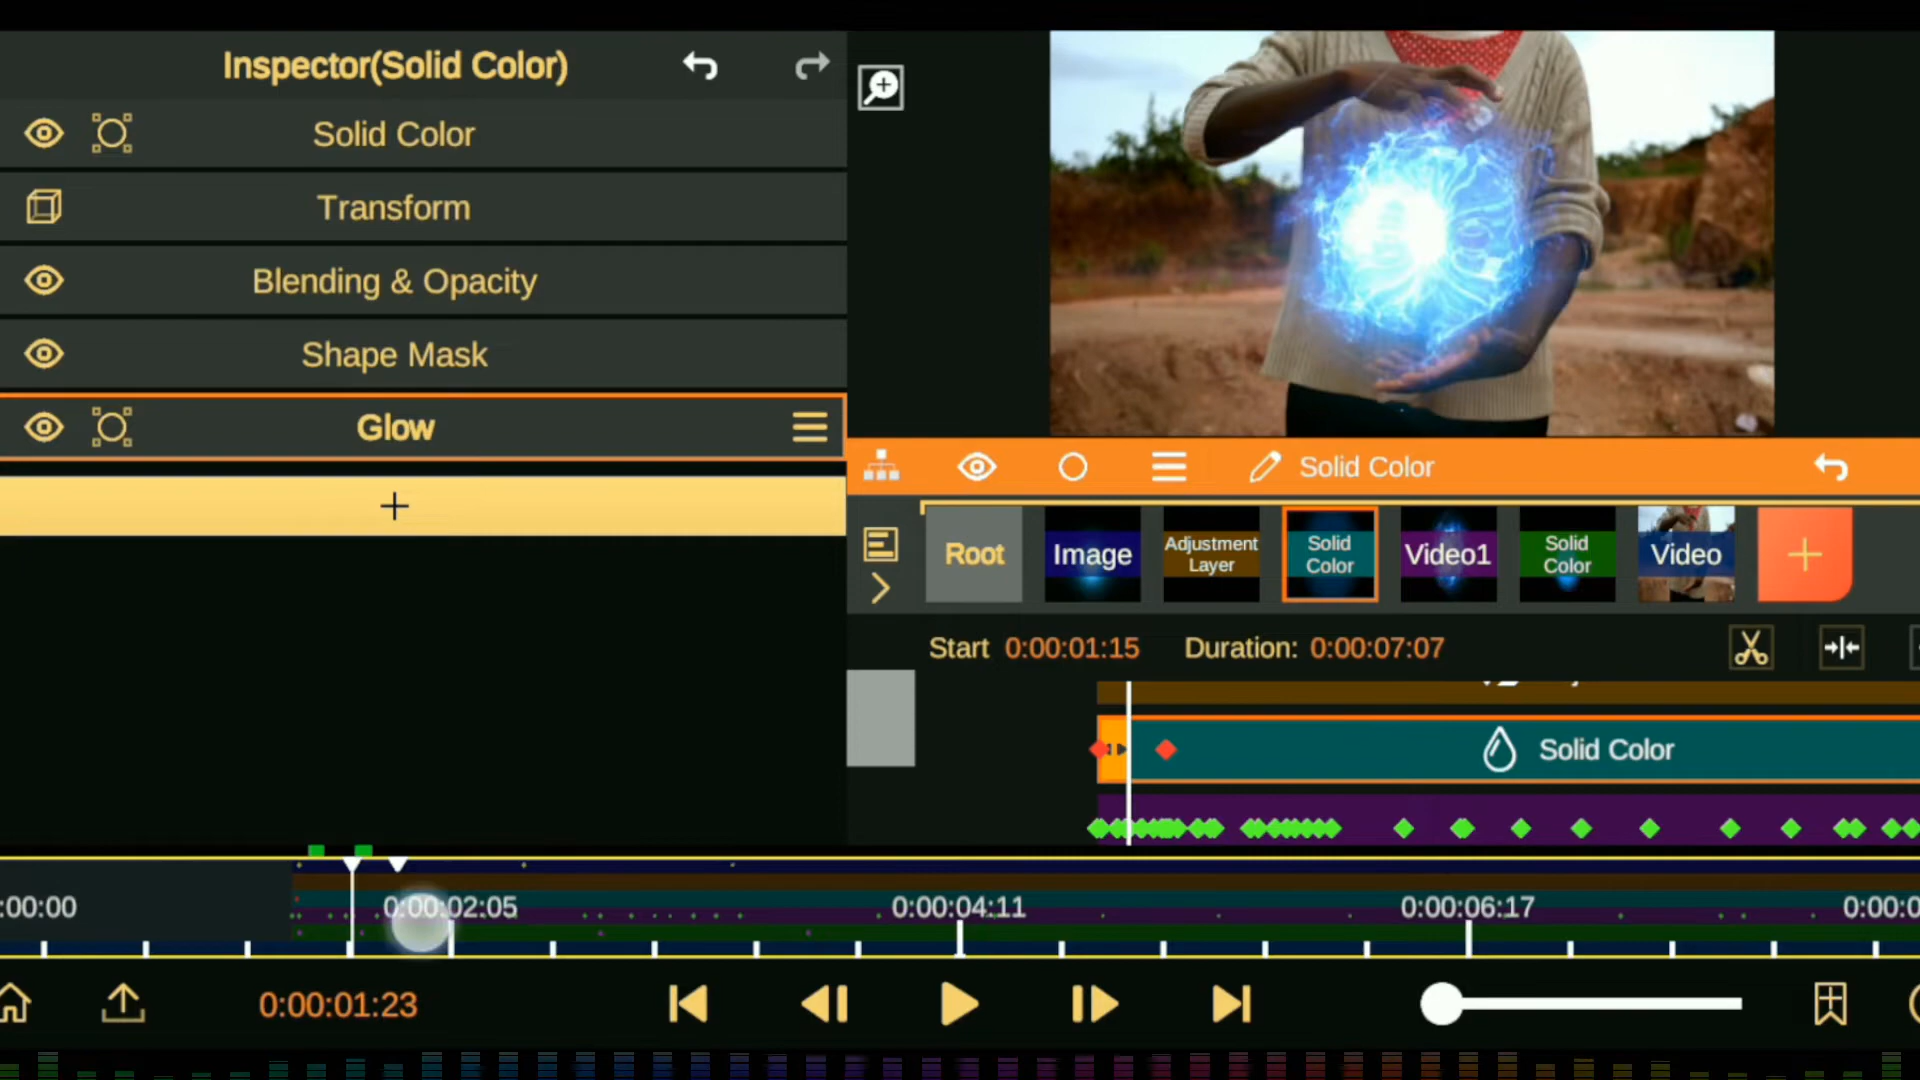 Inspector(Solid Color)
Solid Color
Transform
Blending & Opacity
Shape Mask
Glow
+
Solid Color
Root
Image
Adjustment
Layer
Solid
Color
Video1
Solid
Color
Video
+
Start 0:00:01:15 Duration: 0:00:07:07
Solid Color
:00:00
0:00:02:05
0:00:04:11
0:00:06:17
0:00:0
0:00:01:23